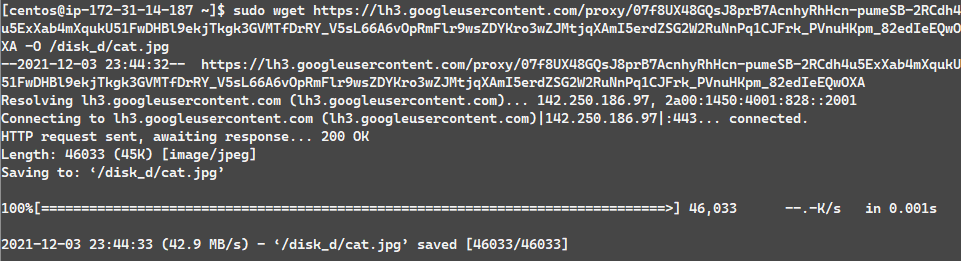 [centos@ip-172-31-14-187 ~]$ sudo wget https://lh3.googleusercontent.com/proxy/07f8UX48GQsJ8prB7AcnhyRhHcn-pumeSB-2RCdh4
u5ExXab4mXqukU51FwDHBl9ekjTkgk3GVMTfDrRY_V5sL66A6vOpRmFlr9wsZDYKro3wZJMtjqXAmI5erdZSG2W2RuNnPq1CJFrk_PVnuHKpm_82edIeEQwO
XA -O /disk_d/cat.jpg
--2021-12-03 23:44:32--  https://lh3.googleusercontent.com/proxy/07f8UX48GQsJ8prB7AcnhyRhHcn-pumeSB-2RCdh4u5ExXab4mXqukU
51FwDHBl9ekjTkgk3GVMTfDrRY_V5sL66A6vOpRmFlr9wsZDYKro3wZJMtjqXAmI5erdZSG2W2RuNnPq1CJFrk_PVnuHKpm_82edIeEQwOXA
Resolving lh3.googleusercontent.com (lh3.googleusercontent.com)... 142.250.186.97, 2a00:1450:4001:828::2001
Connecting to lh3.googleusercontent.com (lh3.googleusercontent.com)|142.250.186.97|:443... connected.
HTTP request sent, awaiting response... 200 OK
Length: 46033 (45K) [image/jpeg]
Saving to: ‘/disk_d/cat.jpg’
100%[==============================================================================>] 46,033      --.-K/s   in 0.001s
2021-12-03 23:44:33 (42.9 MB/s) - ‘/disk_d/cat.jpg’ saved [46033/46033]